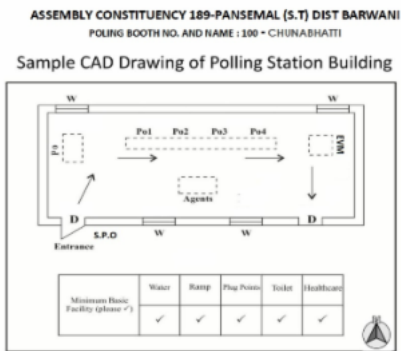 ASSEMBLY CONSTITUENCY 189-PANSEMAL (S.T) DIST BARWANI
POLING BOOTH NO. AND NAME : 100 - CHUNABHATTI
Sample CAD Drawing of Polling Station Building
W W
Po Po1 Po2 Po3 Po4 EVM
Agents
D S.P.O W W D
Entrance
Minimum Basic Facility (please ✓) Water Ramp Plug Points Toilet Healthcare
✓ ✓ ✓ ✓ ✓